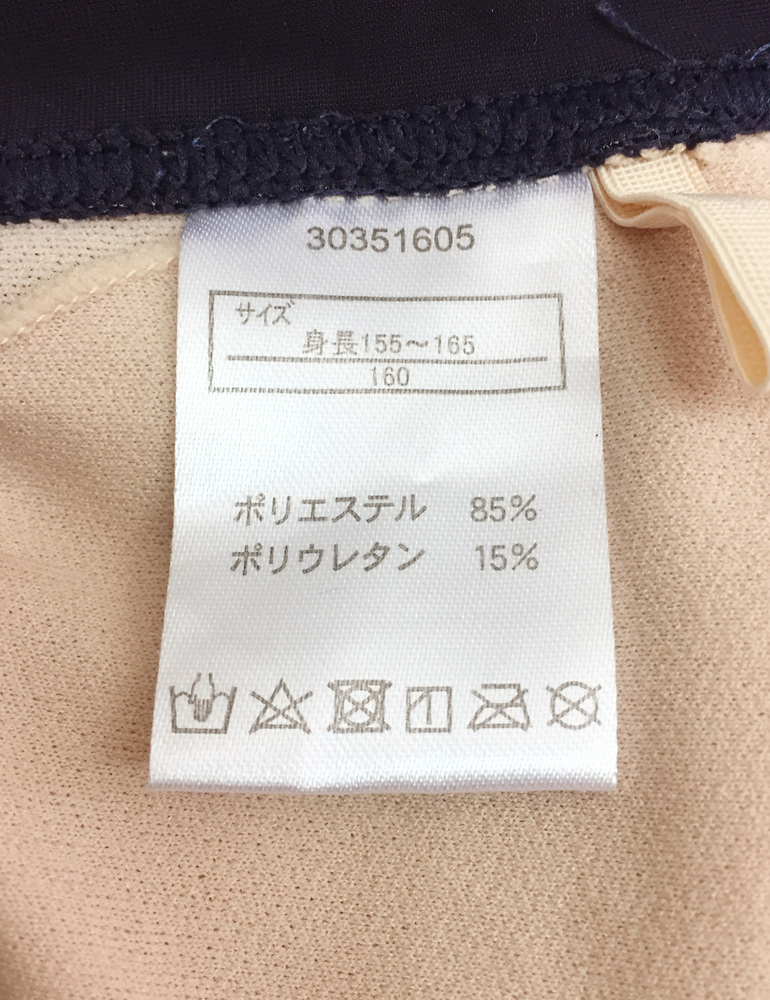 30351605
サイズ
身長155～165
160
ポリエステル 85%
ポリウレタン 15%